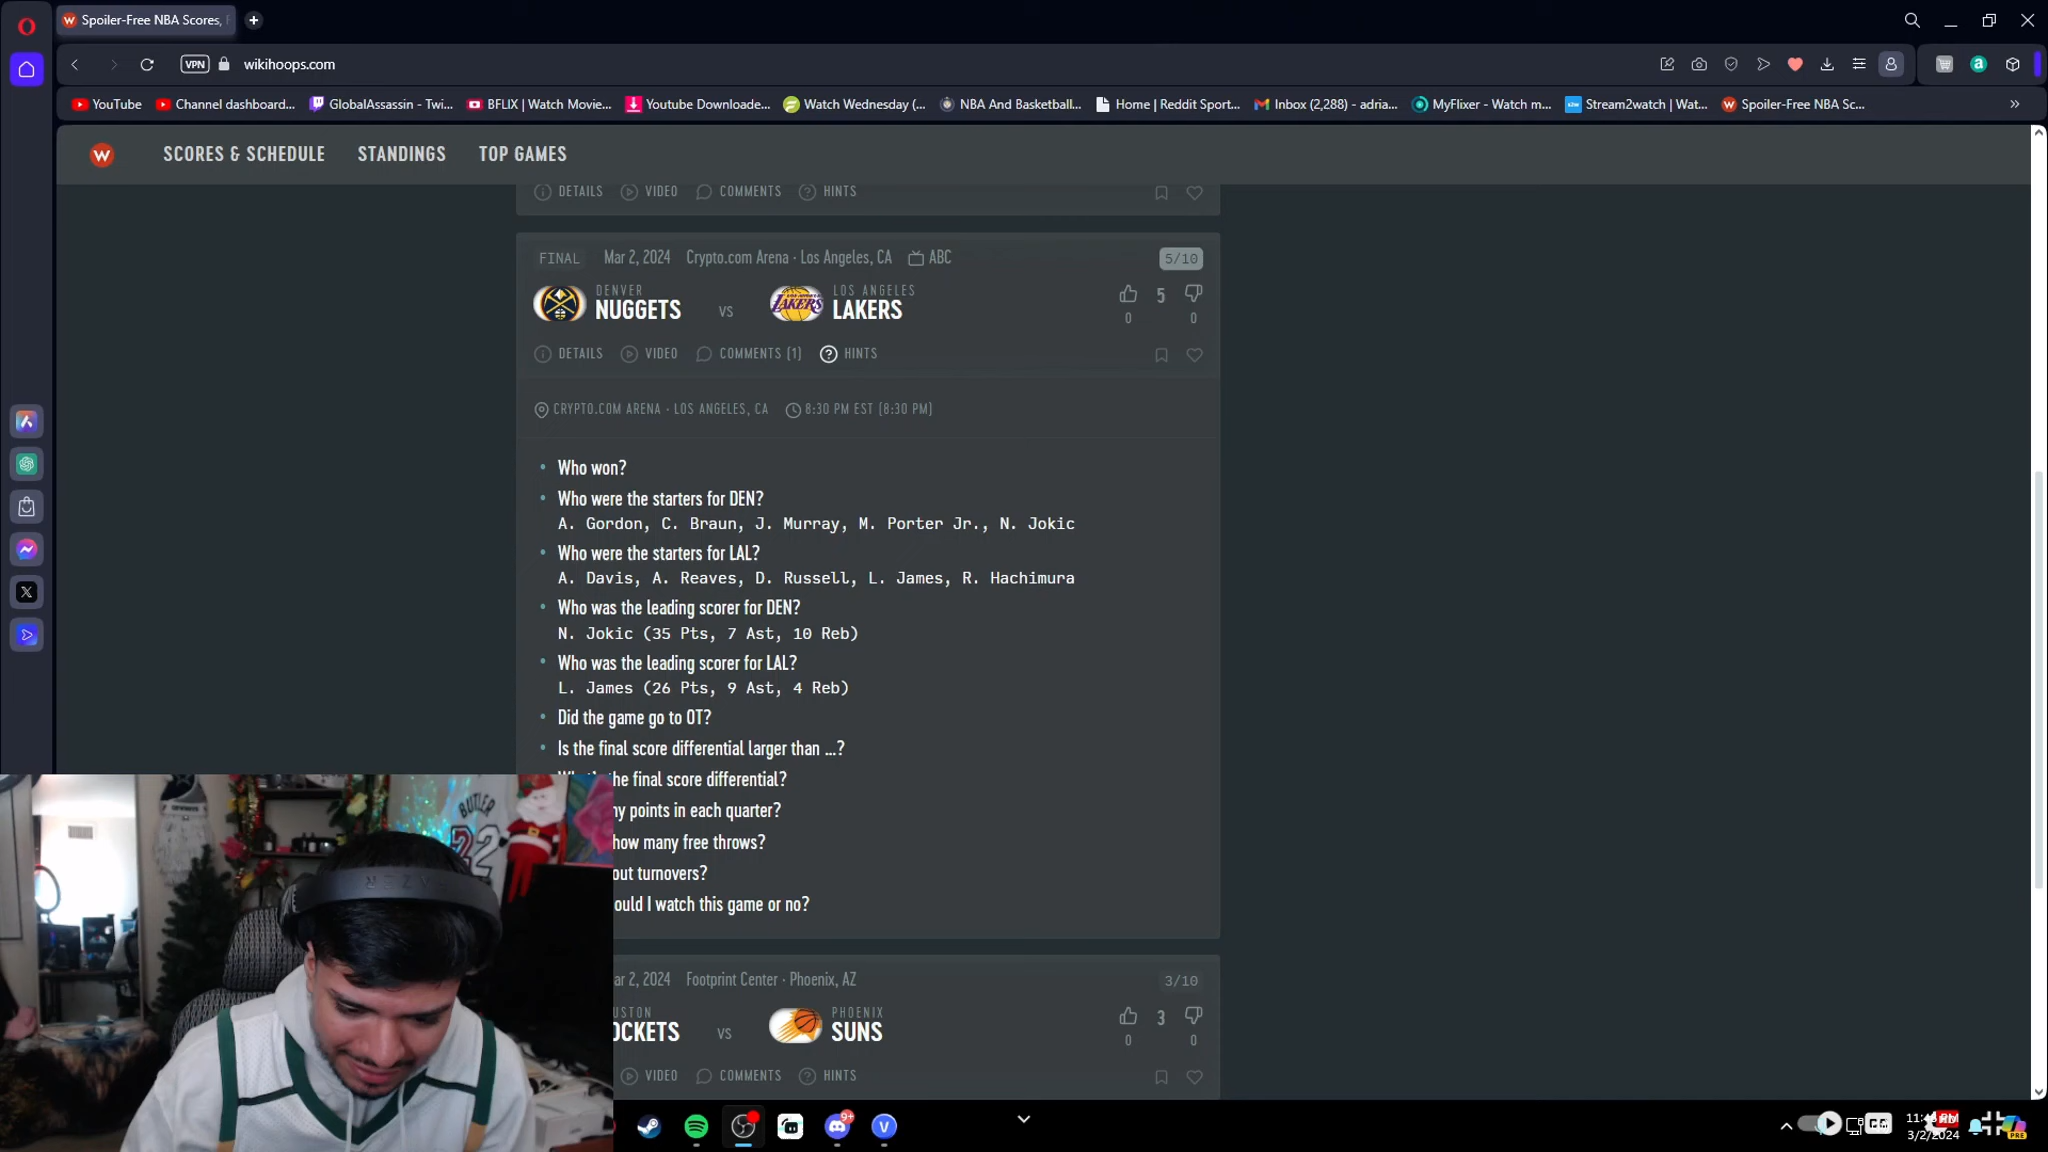 Spoiler-Free NBA Scores,
VPN wikihoops.com
YouTube Channel dashboard... GlobalAssassin - Twi... BFLIX | Watch Movie... Youtube Downloade... Watch Wednesday (... NBA And Basketball... Home | Reddit Sport... Inbox (2,288) - adria... MyFlixer - Watch m... Stream2watch | Wat... Spoiler-Free NBA Sc... »
W SCORES & SCHEDULE STANDINGS TOP GAMES
DETAILS VIDEO COMMENTS HINTS
FINAL Mar 2, 2024 Crypto.com Arena · Los Angeles, CA ABC 5/10
DENVER LOS ANGELES
NUGGETS VS LAKERS 5
0 0
DETAILS VIDEO COMMENTS (1) HINTS
CRYPTO.COM ARENA · LOS ANGELES, CA 8:30 PM EST (8:30 PM)
• Who won?
• Who were the starters for DEN?
A. Gordon, C. Braun, J. Murray, M. Porter Jr., N. Jokic
• Who were the starters for LAL?
A. Davis, A. Reaves, D. Russell, L. James, R. Hachimura
• Who was the leading scorer for DEN?
N. Jokic (35 Pts, 7 Ast, 10 Reb)
• Who was the leading scorer for LAL?
L. James (26 Pts, 9 Ast, 4 Reb)
• Did the game go to OT?
• Is the final score differential larger than ...?
the final score differential?
points in each quarter?
how many free throws?
turnovers?
I watch this game or no?
BUTLER
22
RAZER
Mar 2, 2024 Footprint Center · Phoenix, AZ 3/10
PHOENIX
VS SUNS 3
0 0
VIDEO COMMENTS HINTS
9+ V CC PRE
3/2/2024